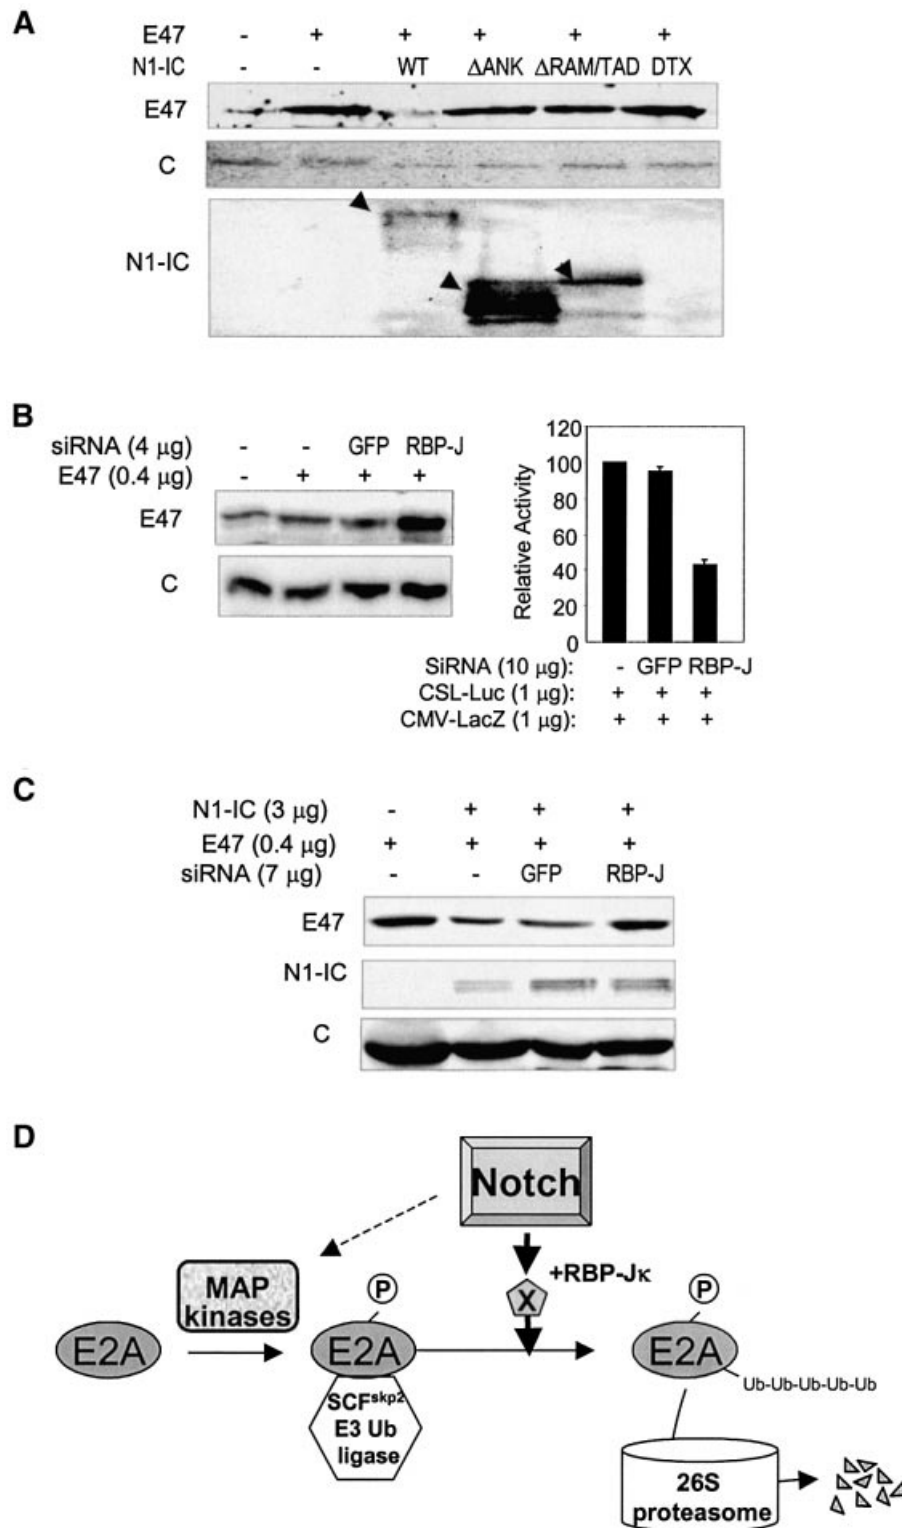 A
E47 - + + + + +
N1-IC - - WT ΔANK ΔRAM/TAD DTX
E47
C
N1-IC
B
siRNA (4 μg) - - GFP RBP-J
E47 (0.4 μg) - + + +
E47
C
Relative Activity
120
100
80
60
40
20
0
SiRNA (10 μg): - GFP RBP-J
CSL-Luc (1 μg): + + +
CMV-LacZ (1 μg): + + +
C
N1-IC (3 μg) - + + +
E47 (0.4 μg) + + + +
siRNA (7 μg) - - GFP RBP-J
E47
N1-IC
C
D
Notch
+RBP-Jκ
X
MAP
kinases
P
P
E2A
E2A
E2A
Ub-Ub-Ub-Ub-Ub
SCFskp2
E3 Ub
ligase
26S
proteasome